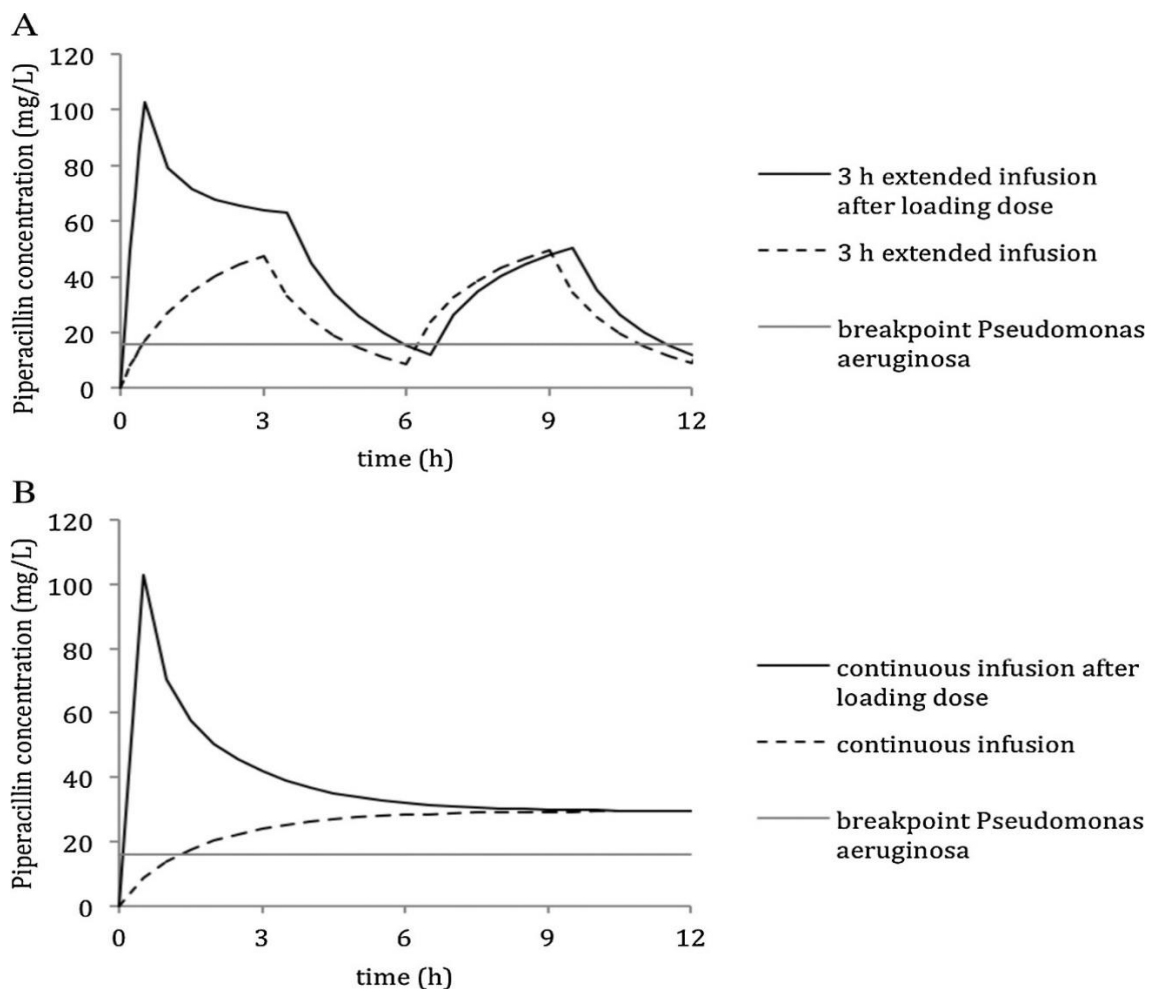 A
Piperacillin concentration (mg/L)
120
100
80
60
40
20
0
0 3 6 9 12
time (h)
3 h extended infusion
after loading dose
3 h extended infusion
breakpoint Pseudomonas
aeruginosa
B
Piperacillin concentration (mg/L)
120
100
80
60
40
20
0
0 3 6 9 12
time (h)
continuous infusion after
loading dose
continuous infusion
breakpoint Pseudomonas
aeruginosa